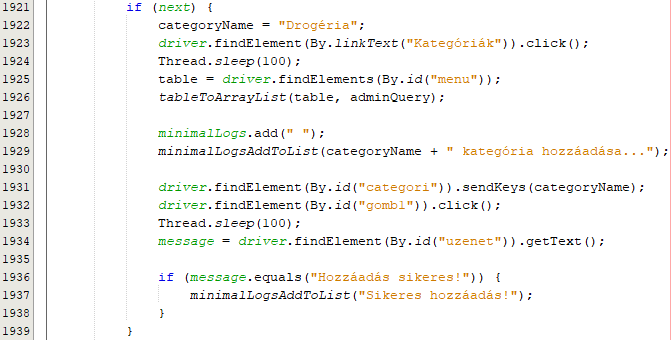 1921 if (next) {
1922 categoryName = "Drogéria";
1923 driver.findElement(By.linkText("Kategóriák")).click();
1924 Thread.sleep(100);
1925 table = driver.findElements(By.id("menu"));
1926 tableToArrayList(table, adminQuery);
1927
1928 minimalLogs.add(" ");
1929 minimalLogsAddToList(categoryName + " kategória hozzáadása...");
1930
1931 driver.findElement(By.id("categori")).sendKeys(categoryName);
1932 driver.findElement(By.id("gomb1")).click();
1933 Thread.sleep(100);
1934 message = driver.findElement(By.id("uzenet")).getText();
1935
1936 if (message.equals("Hozzáadás sikeres!")) {
1937 minimalLogsAddToList("Sikeres hozzáadás!");
1938 }
1939 }